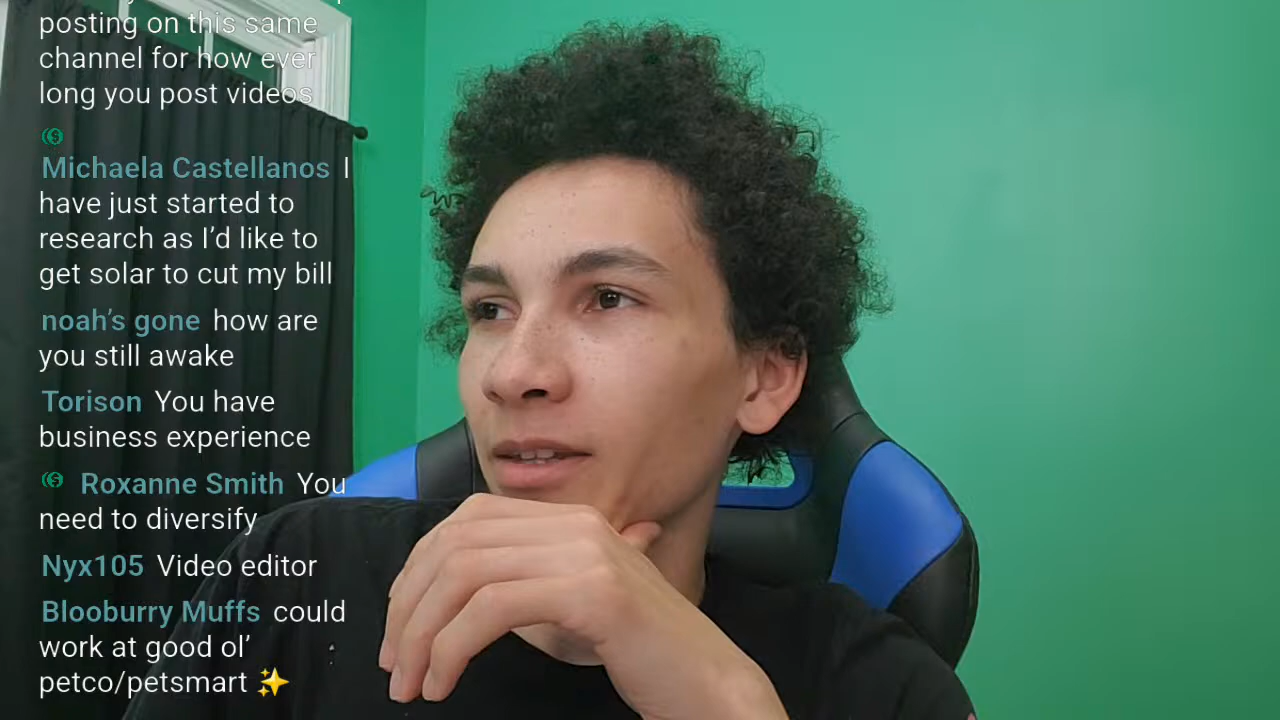 posting on this same
channel for how ever
long you post videos
Michaela Castellanos I
have just started to
research as I’d like to
get solar to cut my bill
noah’s gone how are
you still awake
Torison You have
business experience
Roxanne Smith You
need to diversify
Nyx105 Video editor
Blooburry Muffs could
work at good ol’
petco/petsmart ✨